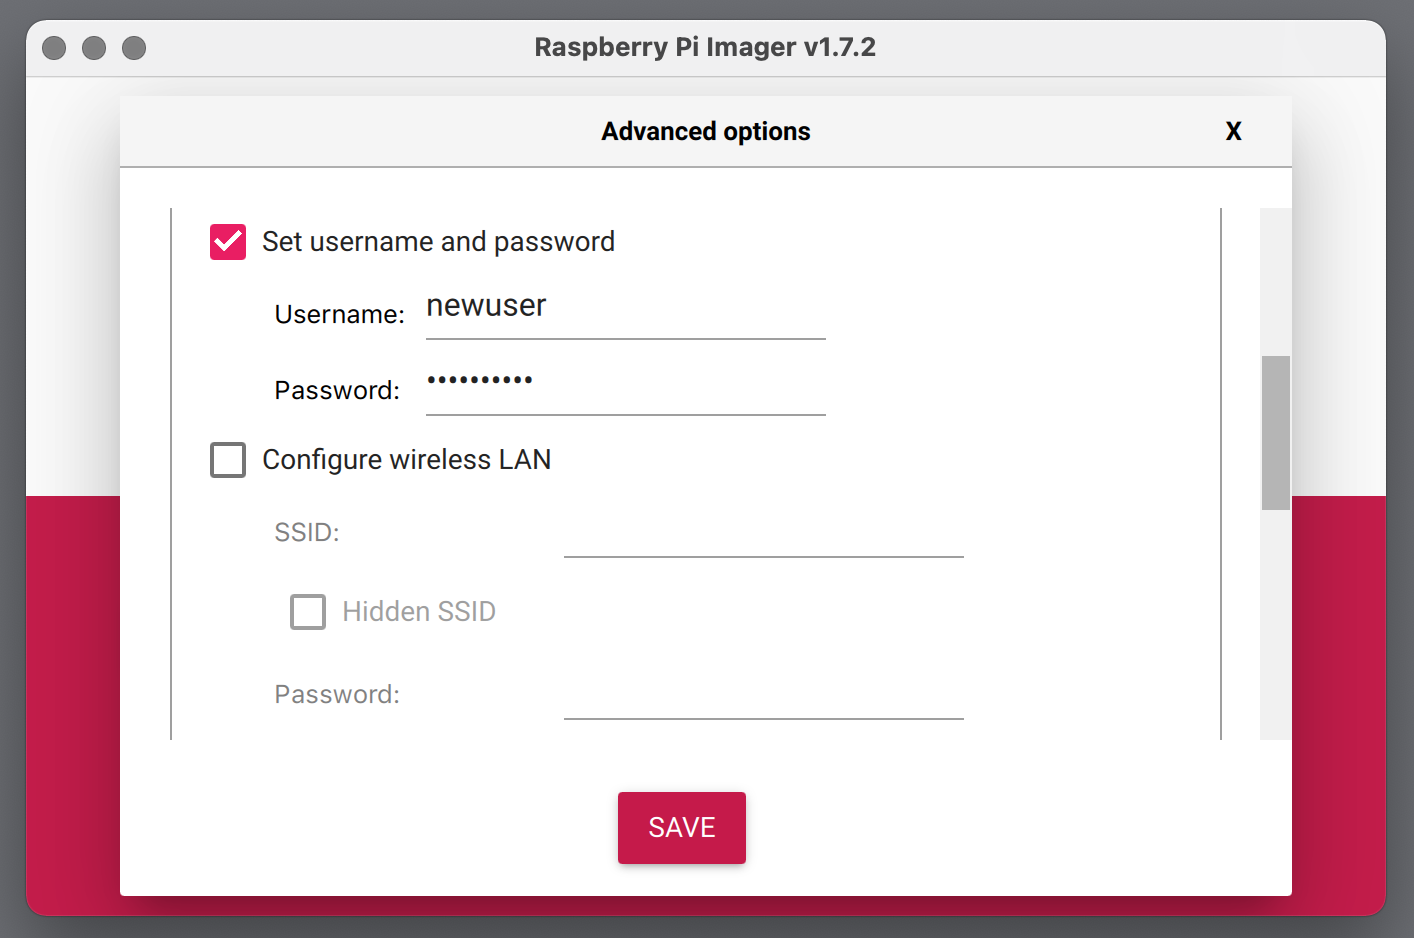 Raspberry Pi Imager v1.7.2
Advanced options X
Set username and password
Username: newuser
Password: ••••••••••
Configure wireless LAN
SSID:
Hidden SSID
Password:
SAVE